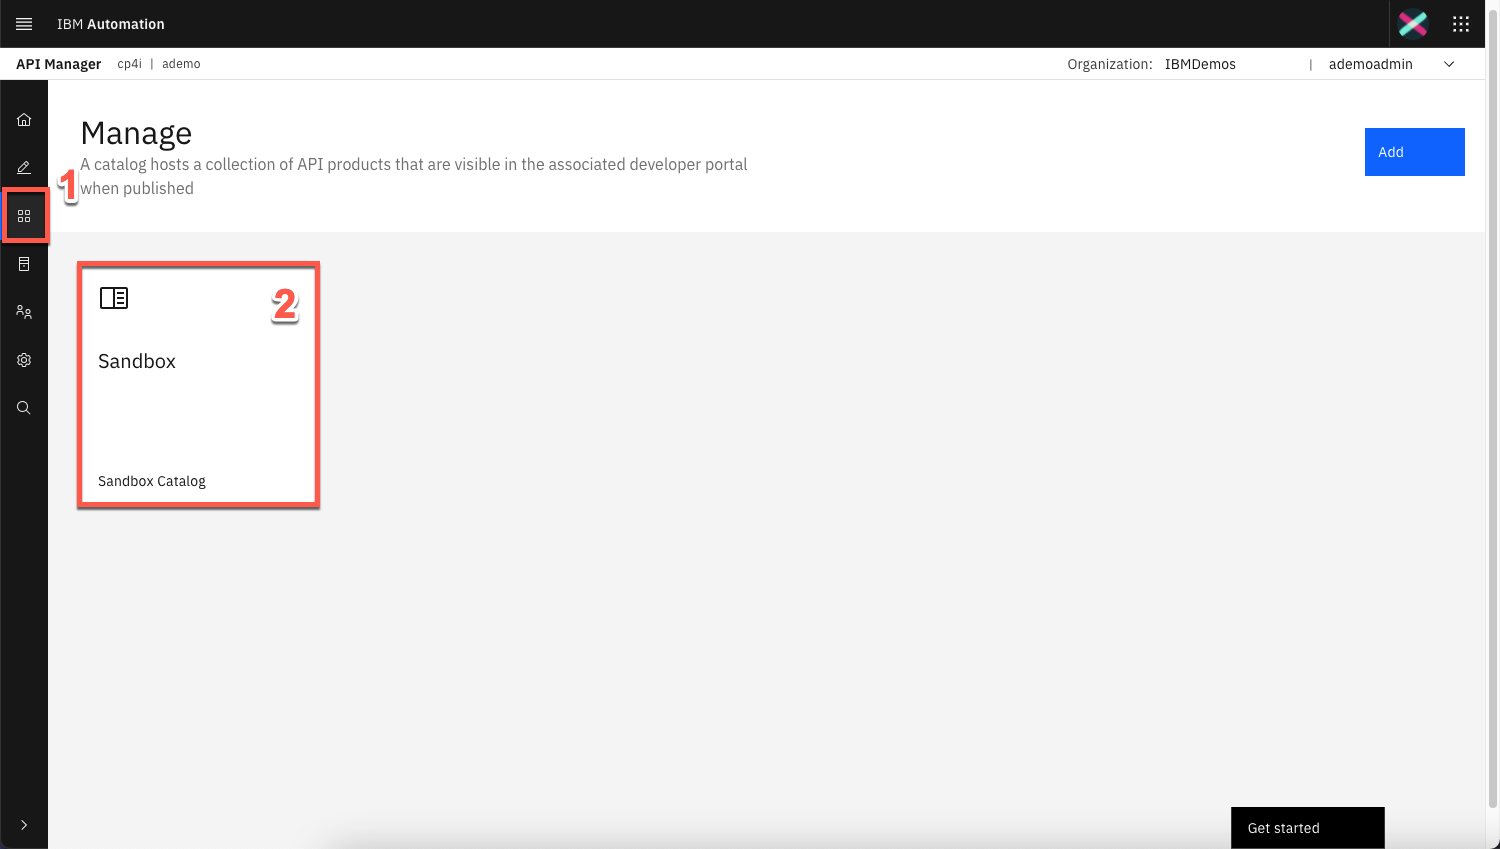 IBM Automation
API Manager cp4i | ademo Organization: IBMDemos | ademoadmin
Manage
A catalog hosts a collection of API products that are visible in the associated developer portal
when published
Add
1
2
Sandbox
Sandbox Catalog
Get started